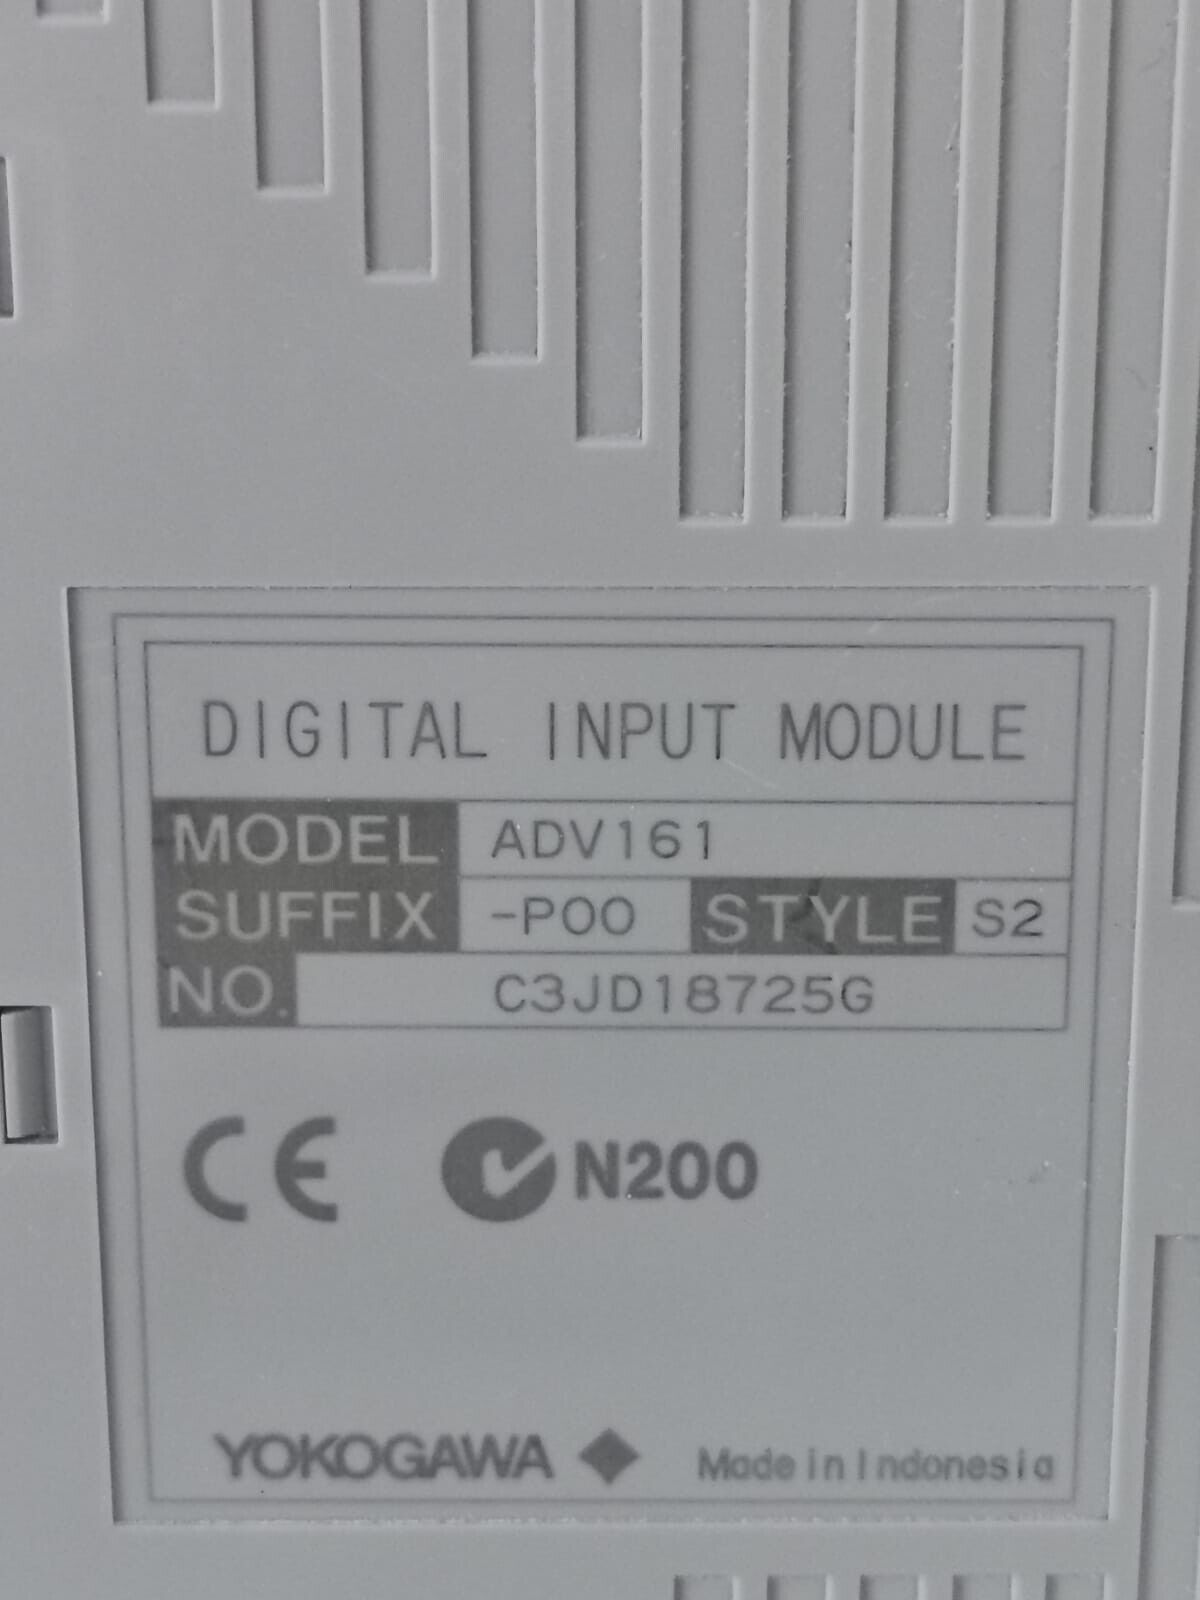 DIGITAL INPUT MODULE
MODEL ADV161
SUFFIX -P00 STYLE S2
NO. C3JD18725G
CE N200
YOKOGAWA Made in Indonesia